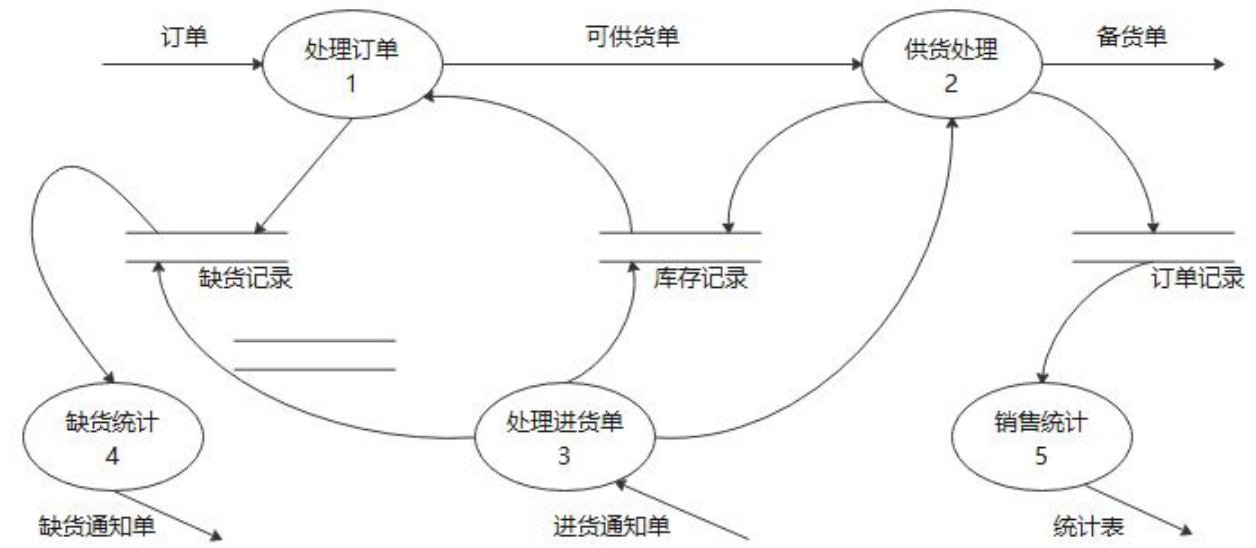 订单
可供货单
备货单
处理订单
1
供货处理
2
缺货记录
库存记录
订单记录
缺货统计
4
处理进货单
3
销售统计
5
缺货通知单
进货通知单
统计表